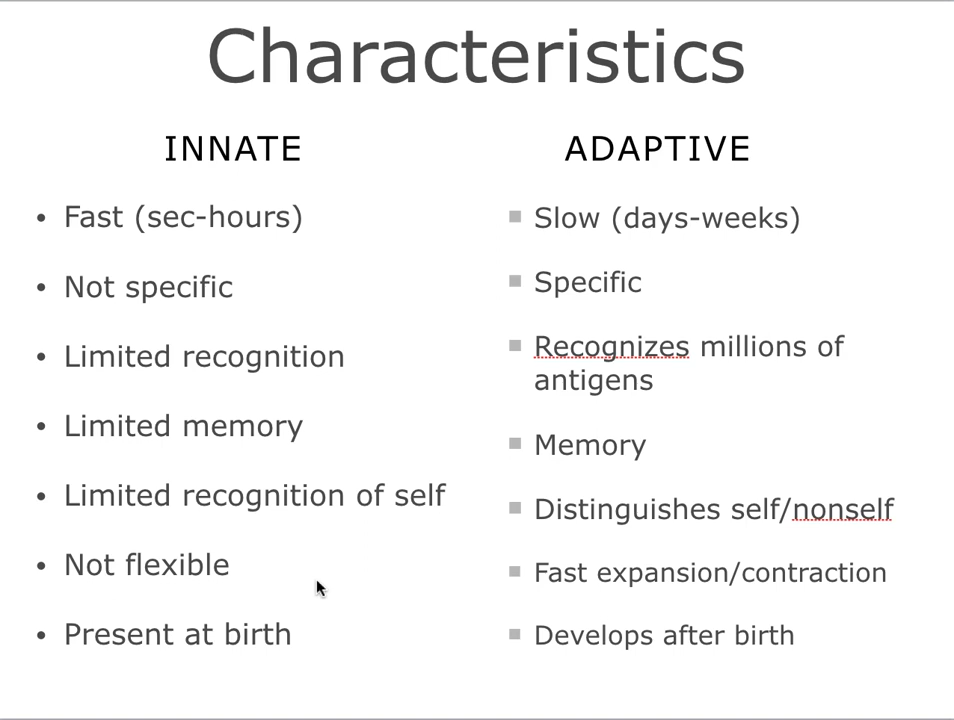 Characteristics
INNATE
• Fast (sec-hours)
• Not specific
• Limited recognition
• Limited memory
• Limited recognition of self
• Not flexible
• Present at birth
ADAPTIVE
■ Slow (days-weeks)
■ Specific
■ Recognizes millions of
antigens
■ Memory
■ Distinguishes self/nonself
■ Fast expansion/contraction
■ Develops after birth